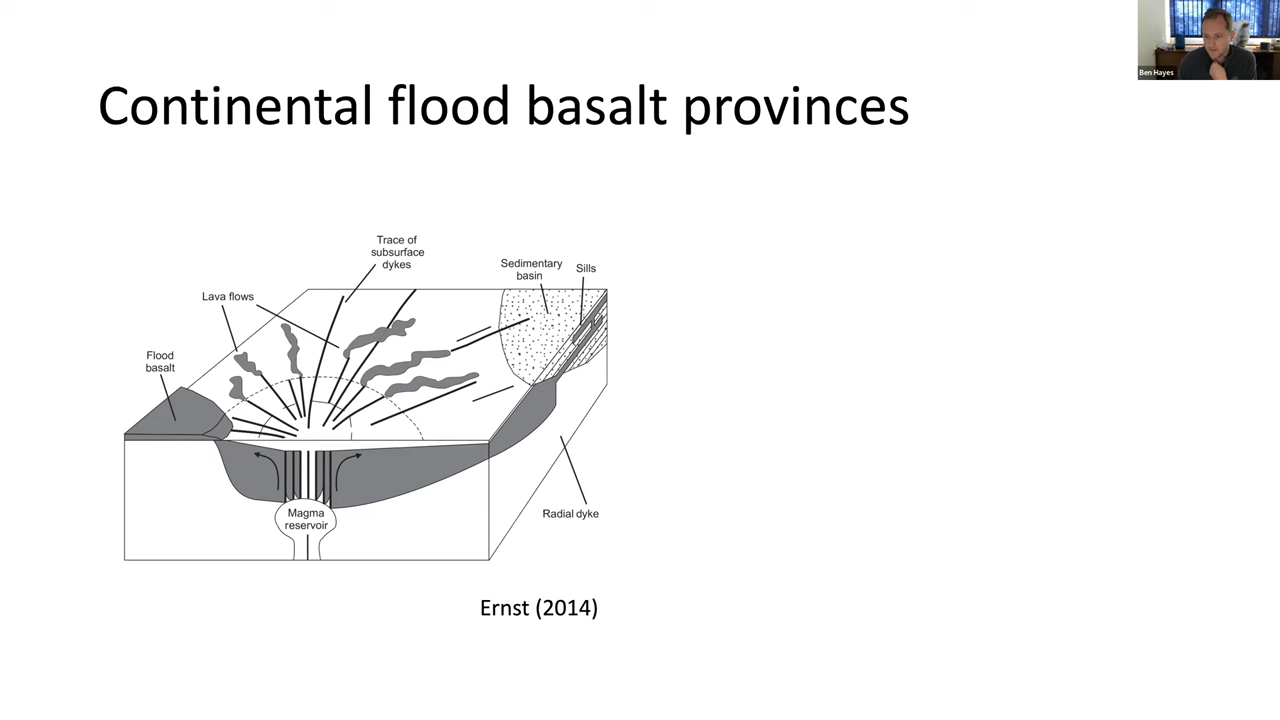 Ben Hayes
Continental flood basalt provinces
Trace of
subsurface
dykes
Sedimentary
basin
Sills
Lava flows
Flood
basalt
Magma
reservoir
Radial dyke
Ernst (2014)